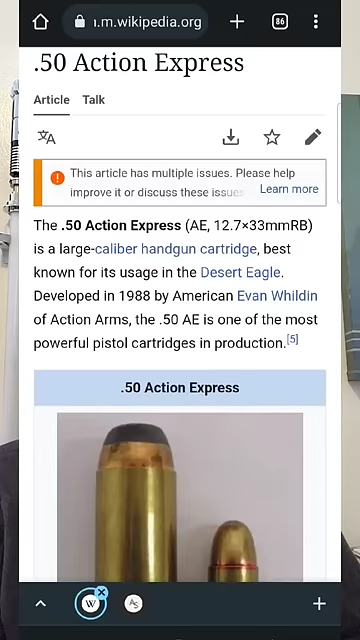 ı.m.wikipedia.org
86
.50 Action Express
Article Talk
This article has multiple issues. Please help
improve it or discuss these issues
Learn more
The .50 Action Express (AE, 12.7×33mmRB)
is a large-caliber handgun cartridge, best
known for its usage in the Desert Eagle.
Developed in 1988 by American Evan Whildin
of Action Arms, the .50 AE is one of the most
powerful pistol cartridges in production.[5]
.50 Action Express
W
AS